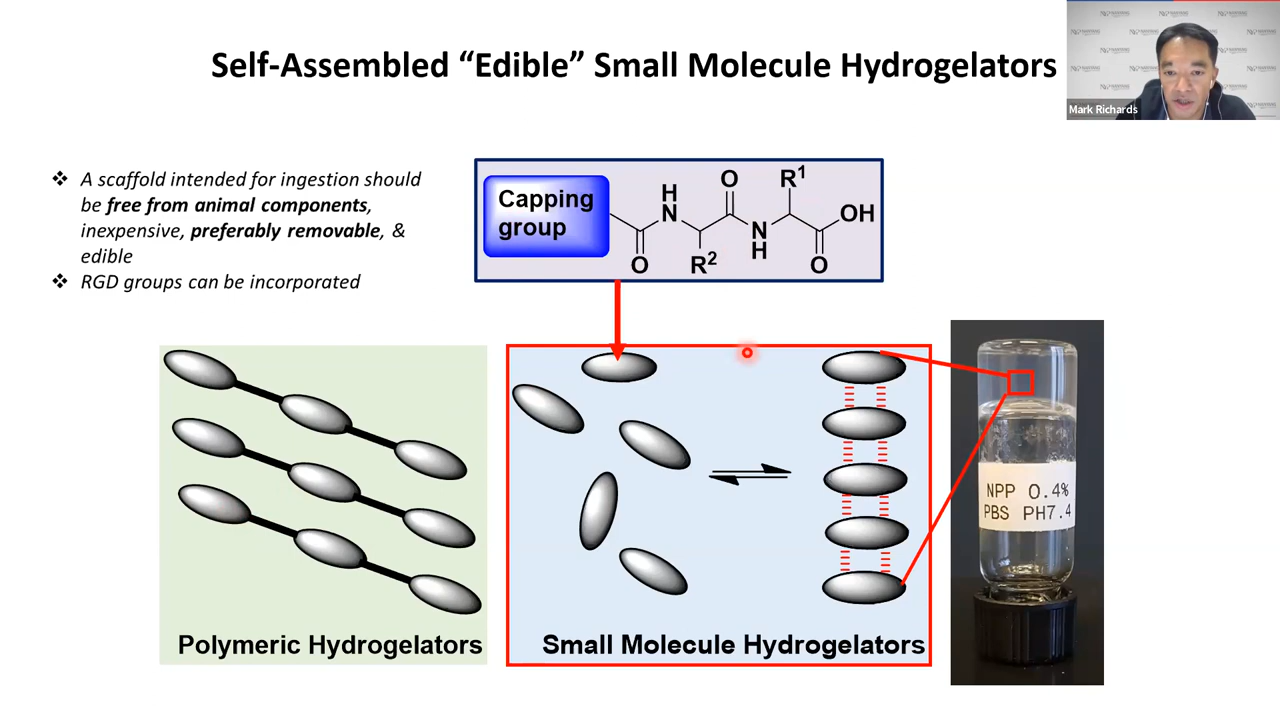 Self-Assembled “Edible” Small Molecule Hydrogelators
Mark Richards
❖ A scaffold intended for ingestion should
be free from animal components,
inexpensive, preferably removable, &
edible
❖ RGD groups can be incorporated
Capping
group
O
H
N
R²
O
N
H
R¹
O
OH
Polymeric Hydrogelators
Small Molecule Hydrogelators
NPP 0.4%
PBS PH7.4